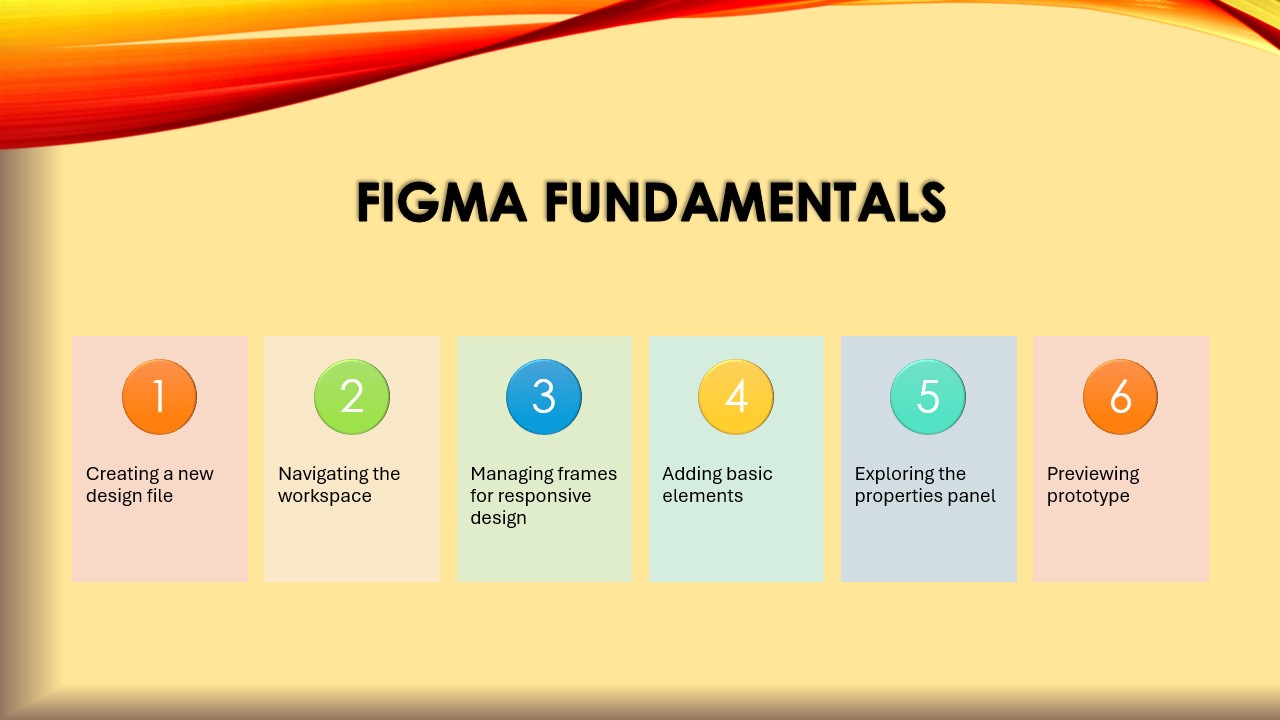 FIGMA FUNDAMENTALS
1
Creating a new
design file
2
Navigating the
workspace
3
Managing frames
for responsive
design
4
Adding basic
elements
5
Exploring the
properties panel
6
Previewing
prototype